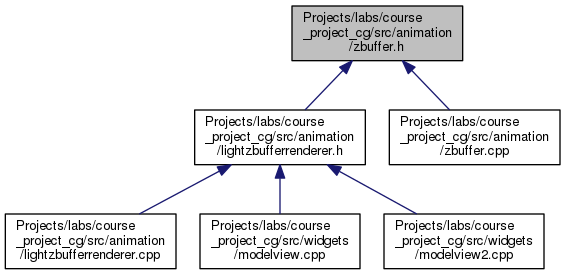 Projects/labs/course
_project_cg/src/animation
/zbuffer.h
Projects/labs/course
_project_cg/src/animation
/lightzbufferrenderer.h
Projects/labs/course
_project_cg/src/animation
/zbuffer.cpp
Projects/labs/course
_project_cg/src/animation
/lightzbufferrenderer.cpp
Projects/labs/course
_project_cg/src/widgets
/modelview.cpp
Projects/labs/course
_project_cg/src/widgets
/modelview2.cpp